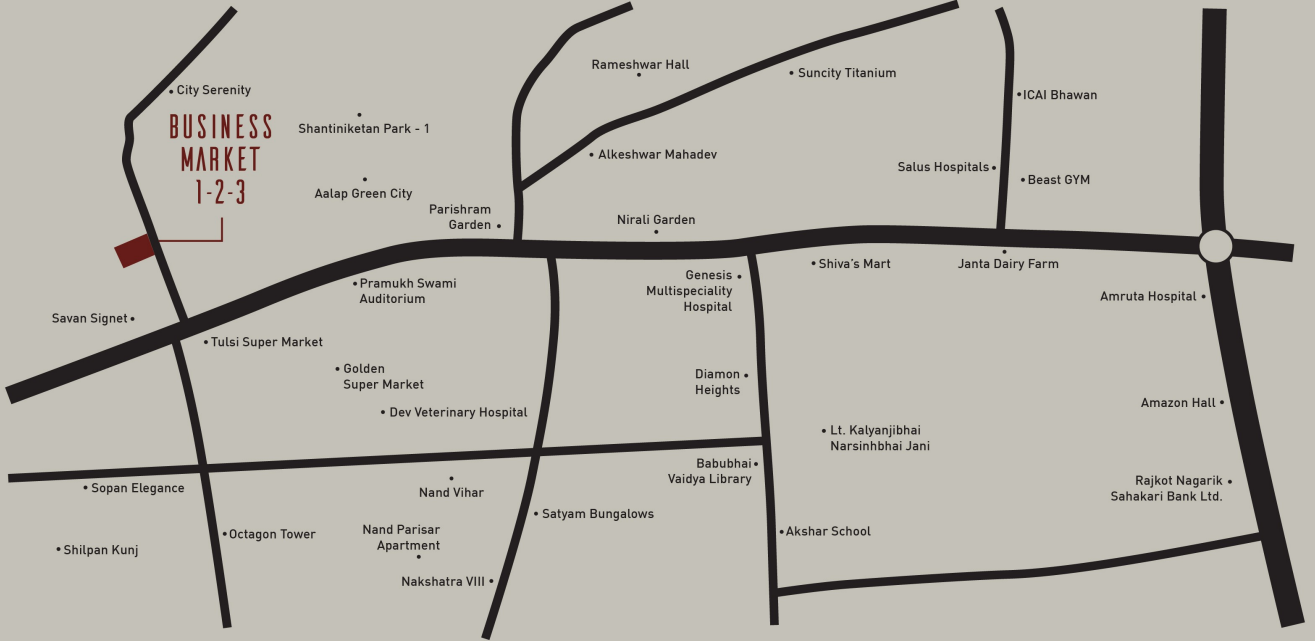 Rameshwar Hall
Suncity Titanium
City Serenity
ICAI Bhawan
BUSINESS
MARKET
1-2-3
Shantiniketan Park - 1
Alkeshwar Mahadev
Salus Hospitals
Beast GYM
Aalap Green City
Parishram
Garden
Nirali Garden
Shiva's Mart
Janta Dairy Farm
Genesis
Multispeciality
Hospital
Pramukh Swami
Auditorium
Amruta Hospital
Savan Signet
Tulsi Super Market
Golden
Super Market
Diamon
Heights
Dev Veterinary Hospital
Amazon Hall
Lt. Kalyanjibhai
Narsinhbhai Jani
Babubhai
Vaidya Library
Rajkot Nagarik
Sahakari Bank Ltd.
Sopan Elegance
Nand Vihar
Satyam Bungalows
Octagon Tower
Nand Parisar
Apartment
Akshar School
Shilpan Kunj
Nakshatra VIII